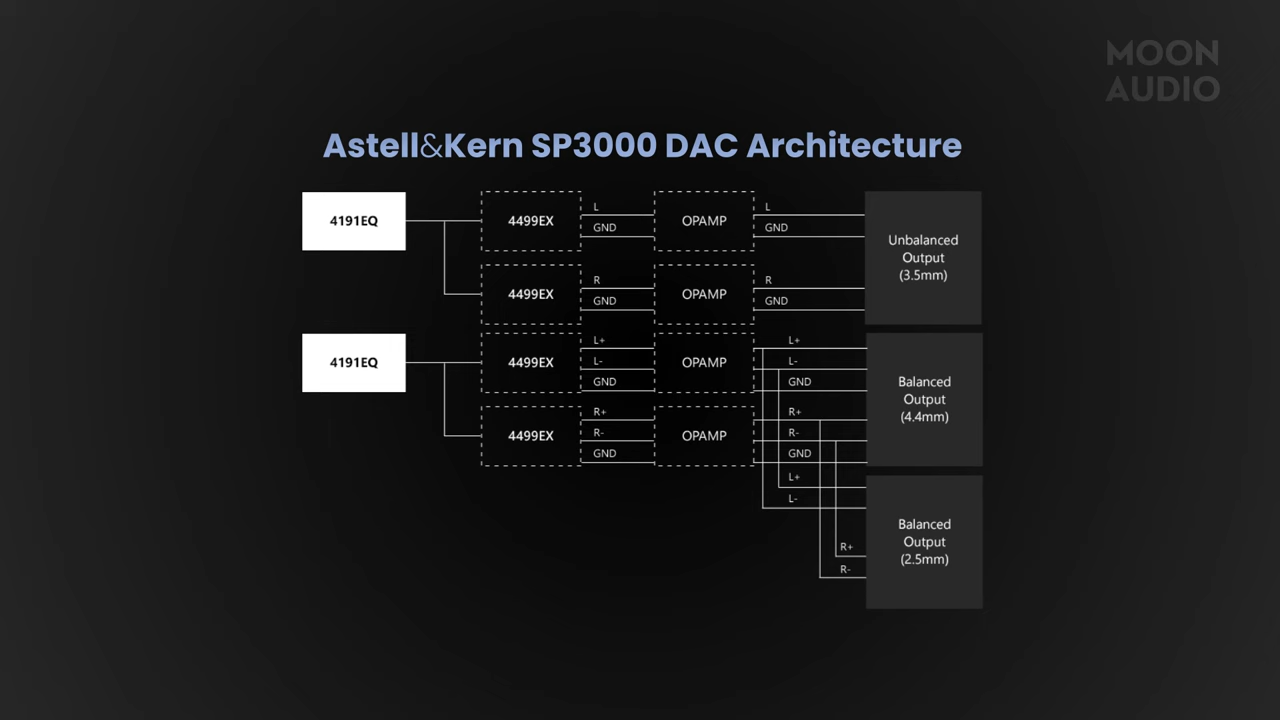 MOON
AUDIO
Astell&Kern SP3000 DAC Architecture
4191EQ
4499EX
L
GND
OPAMP
L
GND
Unbalanced
Output
(3.5mm)
4499EX
R
GND
OPAMP
R
GND
4191EQ
4499EX
L+
L-
GND
OPAMP
L+
L-
GND
Balanced
Output
(4.4mm)
4499EX
R+
R-
GND
OPAMP
R+
R-
GND
L+
L-
R+
R-
Balanced
Output
(2.5mm)